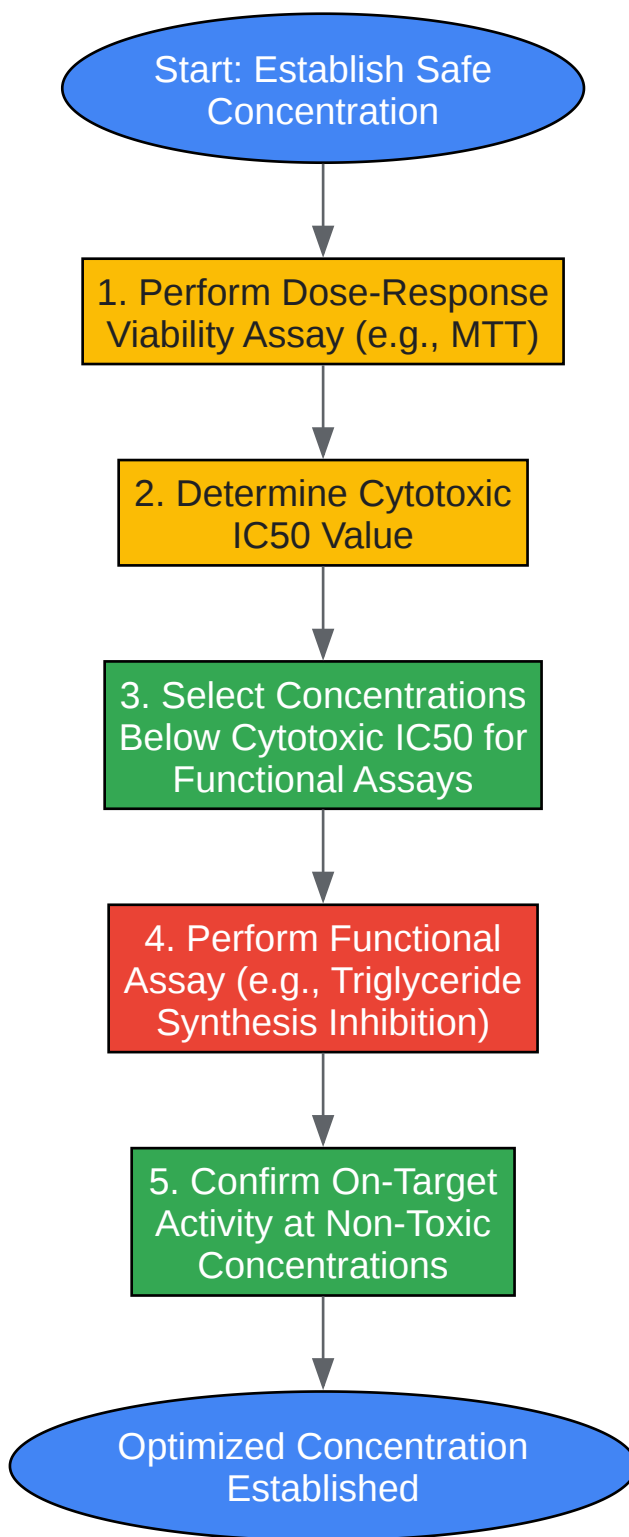 Start: Establish Safe
Concentration
1. Perform Dose-Response
Viability Assay (e.g., MTT)
2. Determine Cytotoxic
IC50 Value
3. Select Concentrations
Below Cytotoxic IC50 for
Functional Assays
4. Perform Functional
Assay (e.g., Triglyceride
Synthesis Inhibition)
5. Confirm On-Target
Activity at Non-Toxic
Concentrations
Optimized Concentration
Established